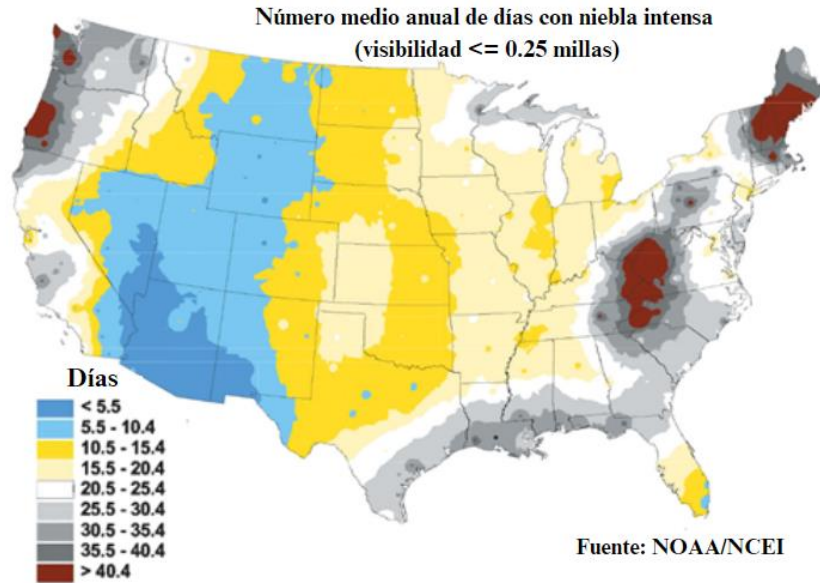 Número medio anual de días con niebla intensa
(visibilidad <= 0.25 millas)
Días
< 5.5
5.5 - 10.4
10.5 - 15.4
15.5 - 20.4
20.5 - 25.4
25.5 - 30.4
30.5 - 35.4
35.5 - 40.4
> 40.4
Fuente: NOAA/NCEI